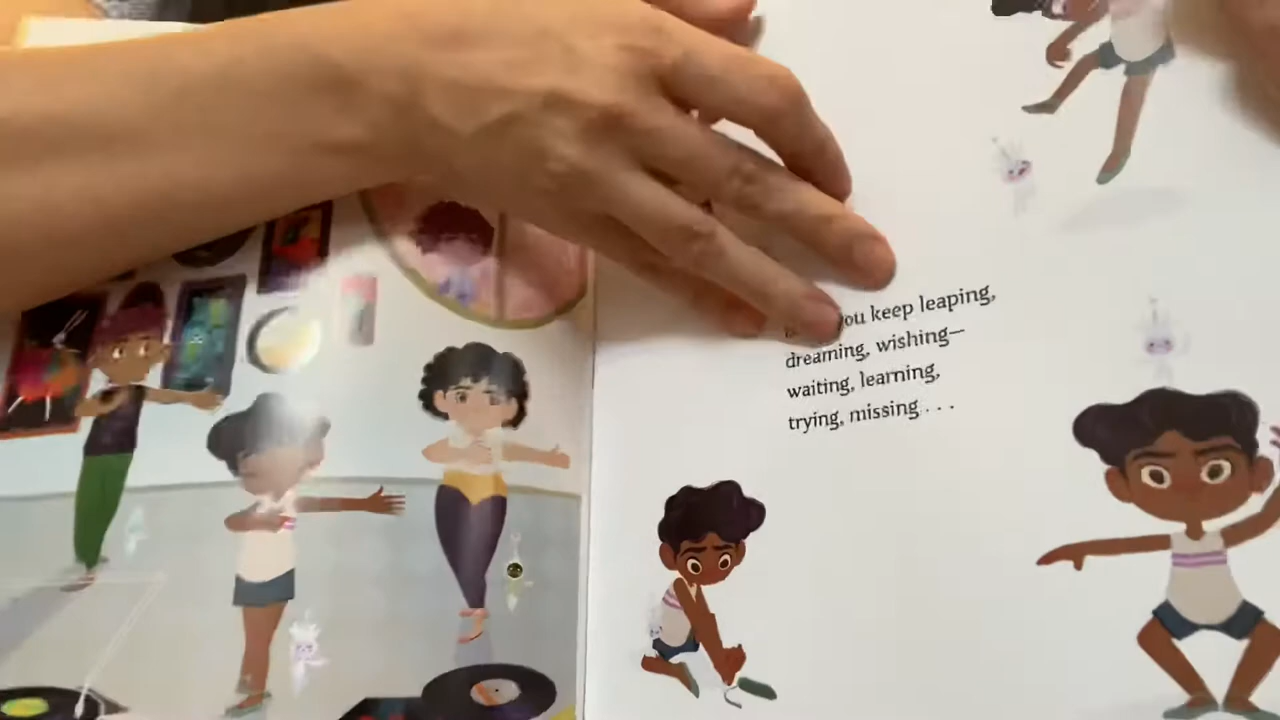 you keep leaping,
dreaming, wishing—
waiting, learning,
trying, missing . . .